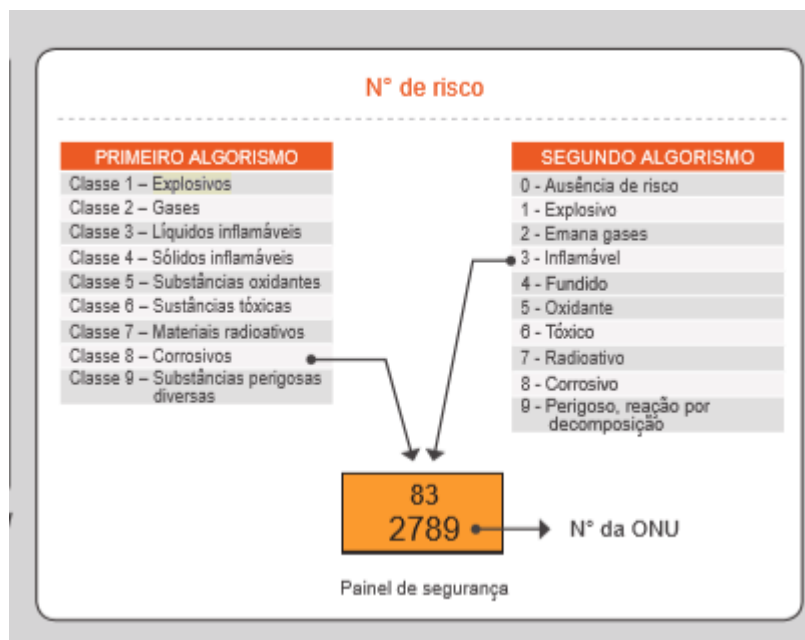 N° de risco
PRIMEIRO ALGORISMO
Classe 1 – Explosivos
Classe 2 – Gases
Classe 3 – Líquidos inflamáveis
Classe 4 – Sólidos inflamáveis
Classe 5 – Substâncias oxidantes
Classe 6 – Sustâncias tóxicas
Classe 7 – Materiais radioativos
Classe 8 – Corrosivos
Classe 9 – Substâncias perigosas
diversas
SEGUNDO ALGORISMO
0 - Ausência de risco
1 - Explosivo
2 - Emana gases
3 - Inflamável
4 - Fundido
5 - Oxidante
6 - Tóxico
7 - Radioativo
8 - Corrosivo
9 - Perigoso, reação por
decomposição
83
2789
N° da ONU
Painel de segurança